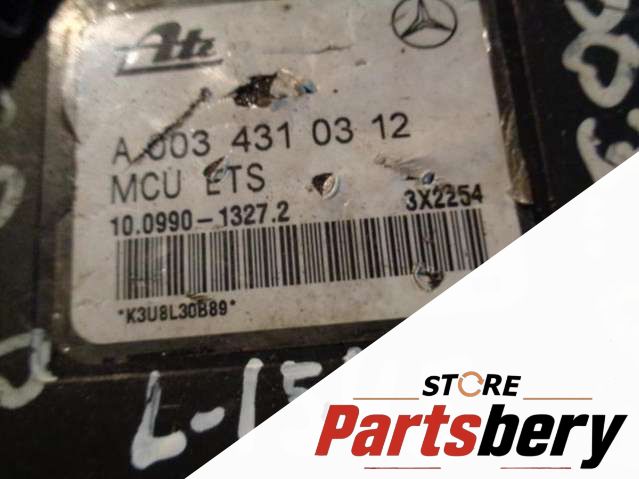 Ate
A 003 431 03 12
MCU ETS
10.0990-1327.2 3X2254
*K3U8L30B89*
STORE
Partsbery